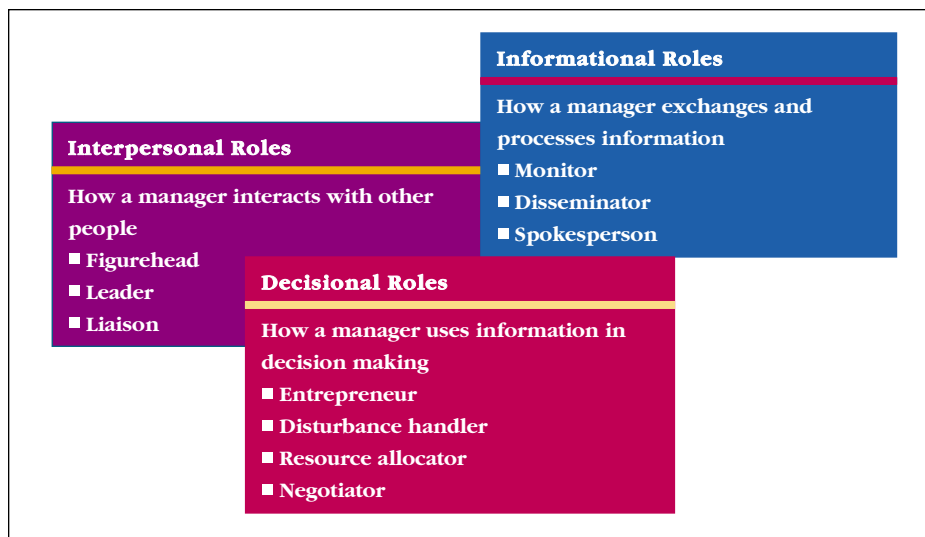 Interpersonal Roles
How a manager interacts with other
people
Figurehead
Leader
Liaison
Informational Roles
How a manager exchanges and
processes information
Monitor
Disseminator
Spokesperson
Decisional Roles
How a manager uses information in
decision making
Entrepreneur
Disturbance handler
Resource allocator
Negotiator